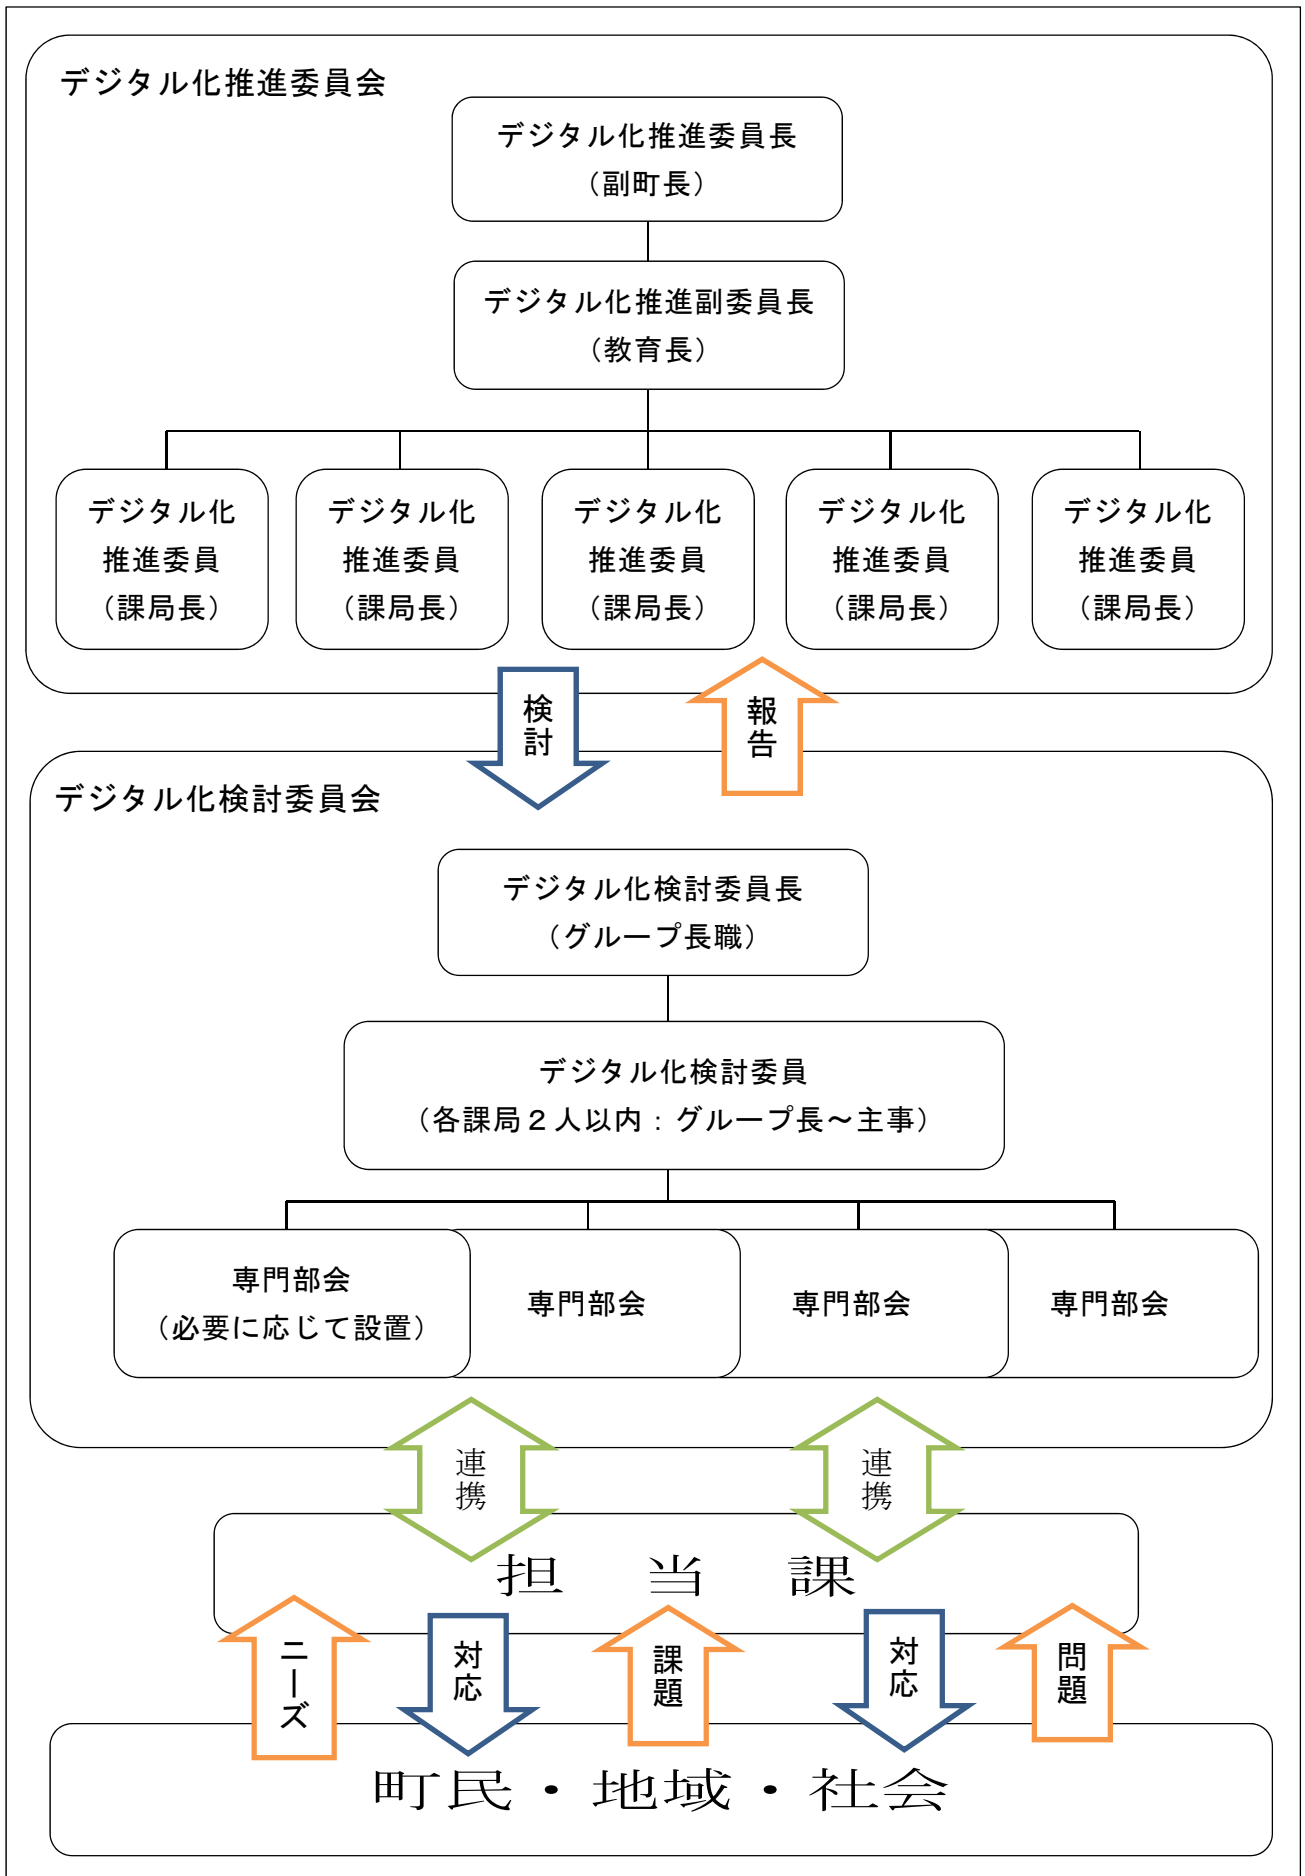 デジタル化推進委員会
デジタル化推進委員長
（副町長）
デジタル化推進副委員長
（教育長）
デジタル化
推進委員
（課局長）
デジタル化
推進委員
（課局長）
デジタル化
推進委員
（課局長）
デジタル化
推進委員
（課局長）
デジタル化
推進委員
（課局長）
検討
報告
デジタル化検討委員会
デジタル化検討委員長
（グループ長職）
デジタル化検討委員
（各課局２人以内：グループ長～主事）
専門部会
（必要に応じて設置）
専門部会
専門部会
専門部会
連携
連携
担　当　課
ニーズ
対応
課題
対応
問題
町民・地域・社会